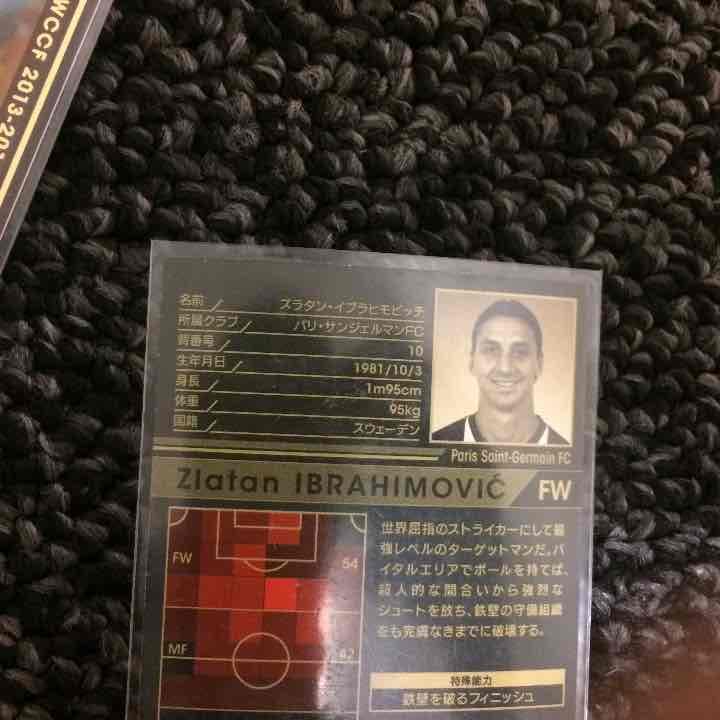 WCCF 2013-201
名前 ズラタン・イブラヒモビッチ
所属クラブ パリ・サンジェルマンFC
背番号 10
生年月日 1981/10/3
身長 1m95cm
体重 95kg
国籍 スウェーデン
Paris Saint-Germain FC
Zlatan IBRAHIMOVIĆ FW
FW 54
MF 42
世界屈指のストライカーにして最
強レベルのターゲットマンだ。バ
イタルエリアでボールを持てば、
殺人的な間合いから強烈な
シュートを放ち、鉄壁の守備組織
をも完膚なきまでに破壊する。
特殊能力
鉄壁を破るフィニッシュ